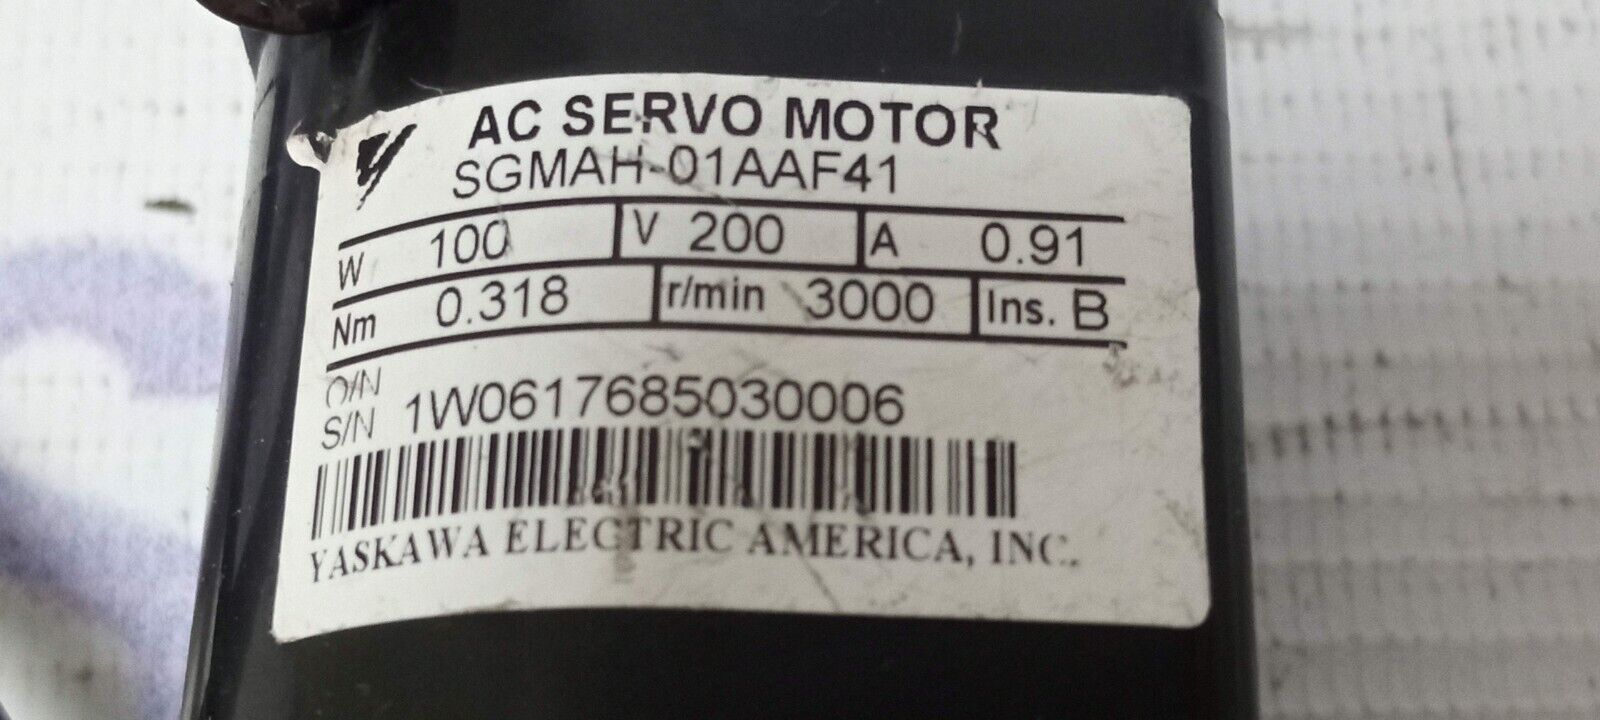 AC SERVO MOTOR
SGMAH-01AAF41
W 100 V 200 A 0.91
Nm 0.318 r/min 3000 Ins. B
O/N
S/N 1W0617685030006
YASKAWA ELECTRIC AMERICA, INC.